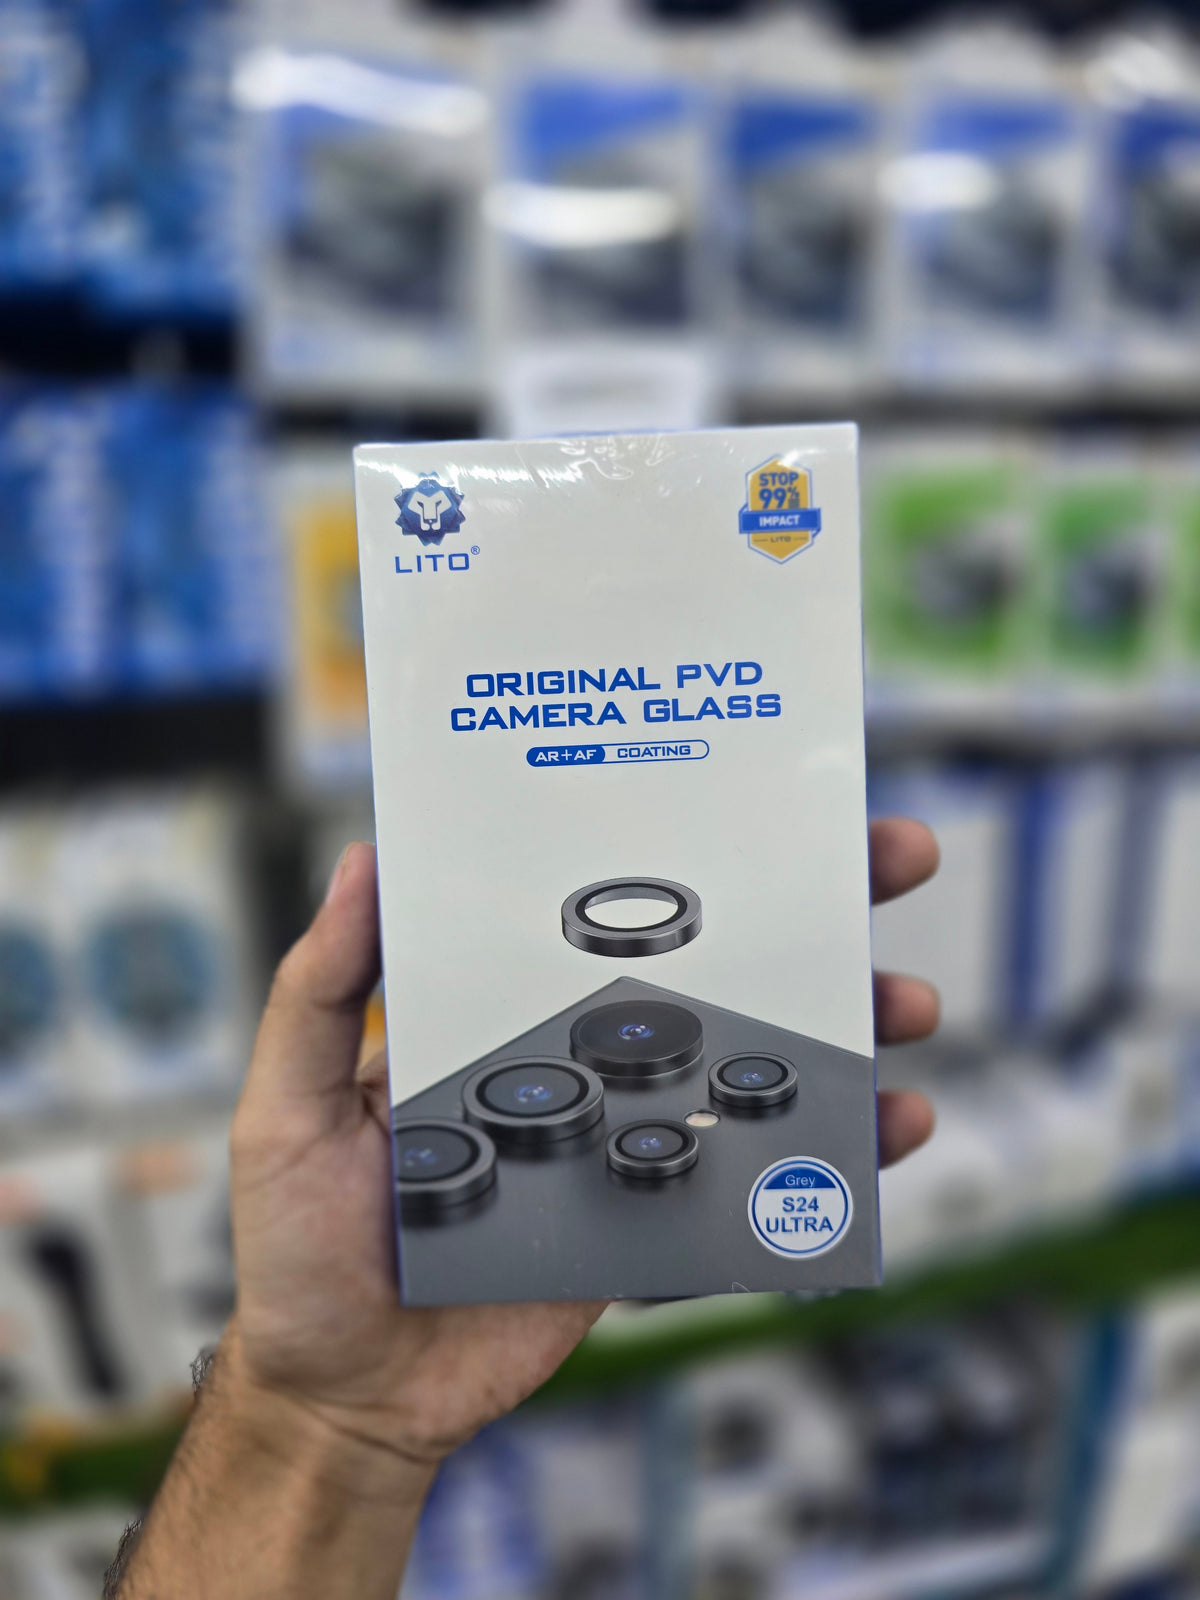 LITO®
STOP
99%
IMPACT
LITO
ORIGINAL PVD
CAMERA GLASS
AR+AF COATING
Grey
S24
ULTRA